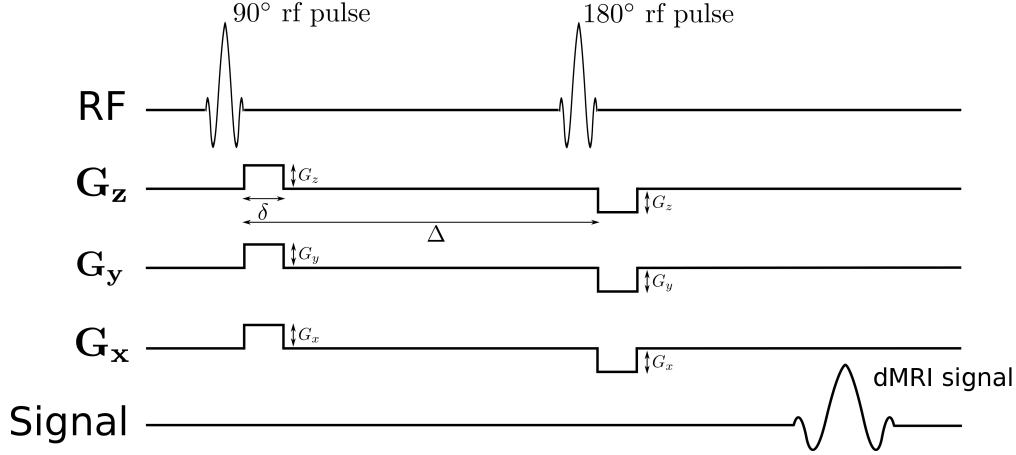 90° rf pulse
180° rf pulse
RF
G_z
G_z
G_z
δ
Δ
G_y
G_y
G_y
G_x
G_x
G_x
dMRI signal
Signal